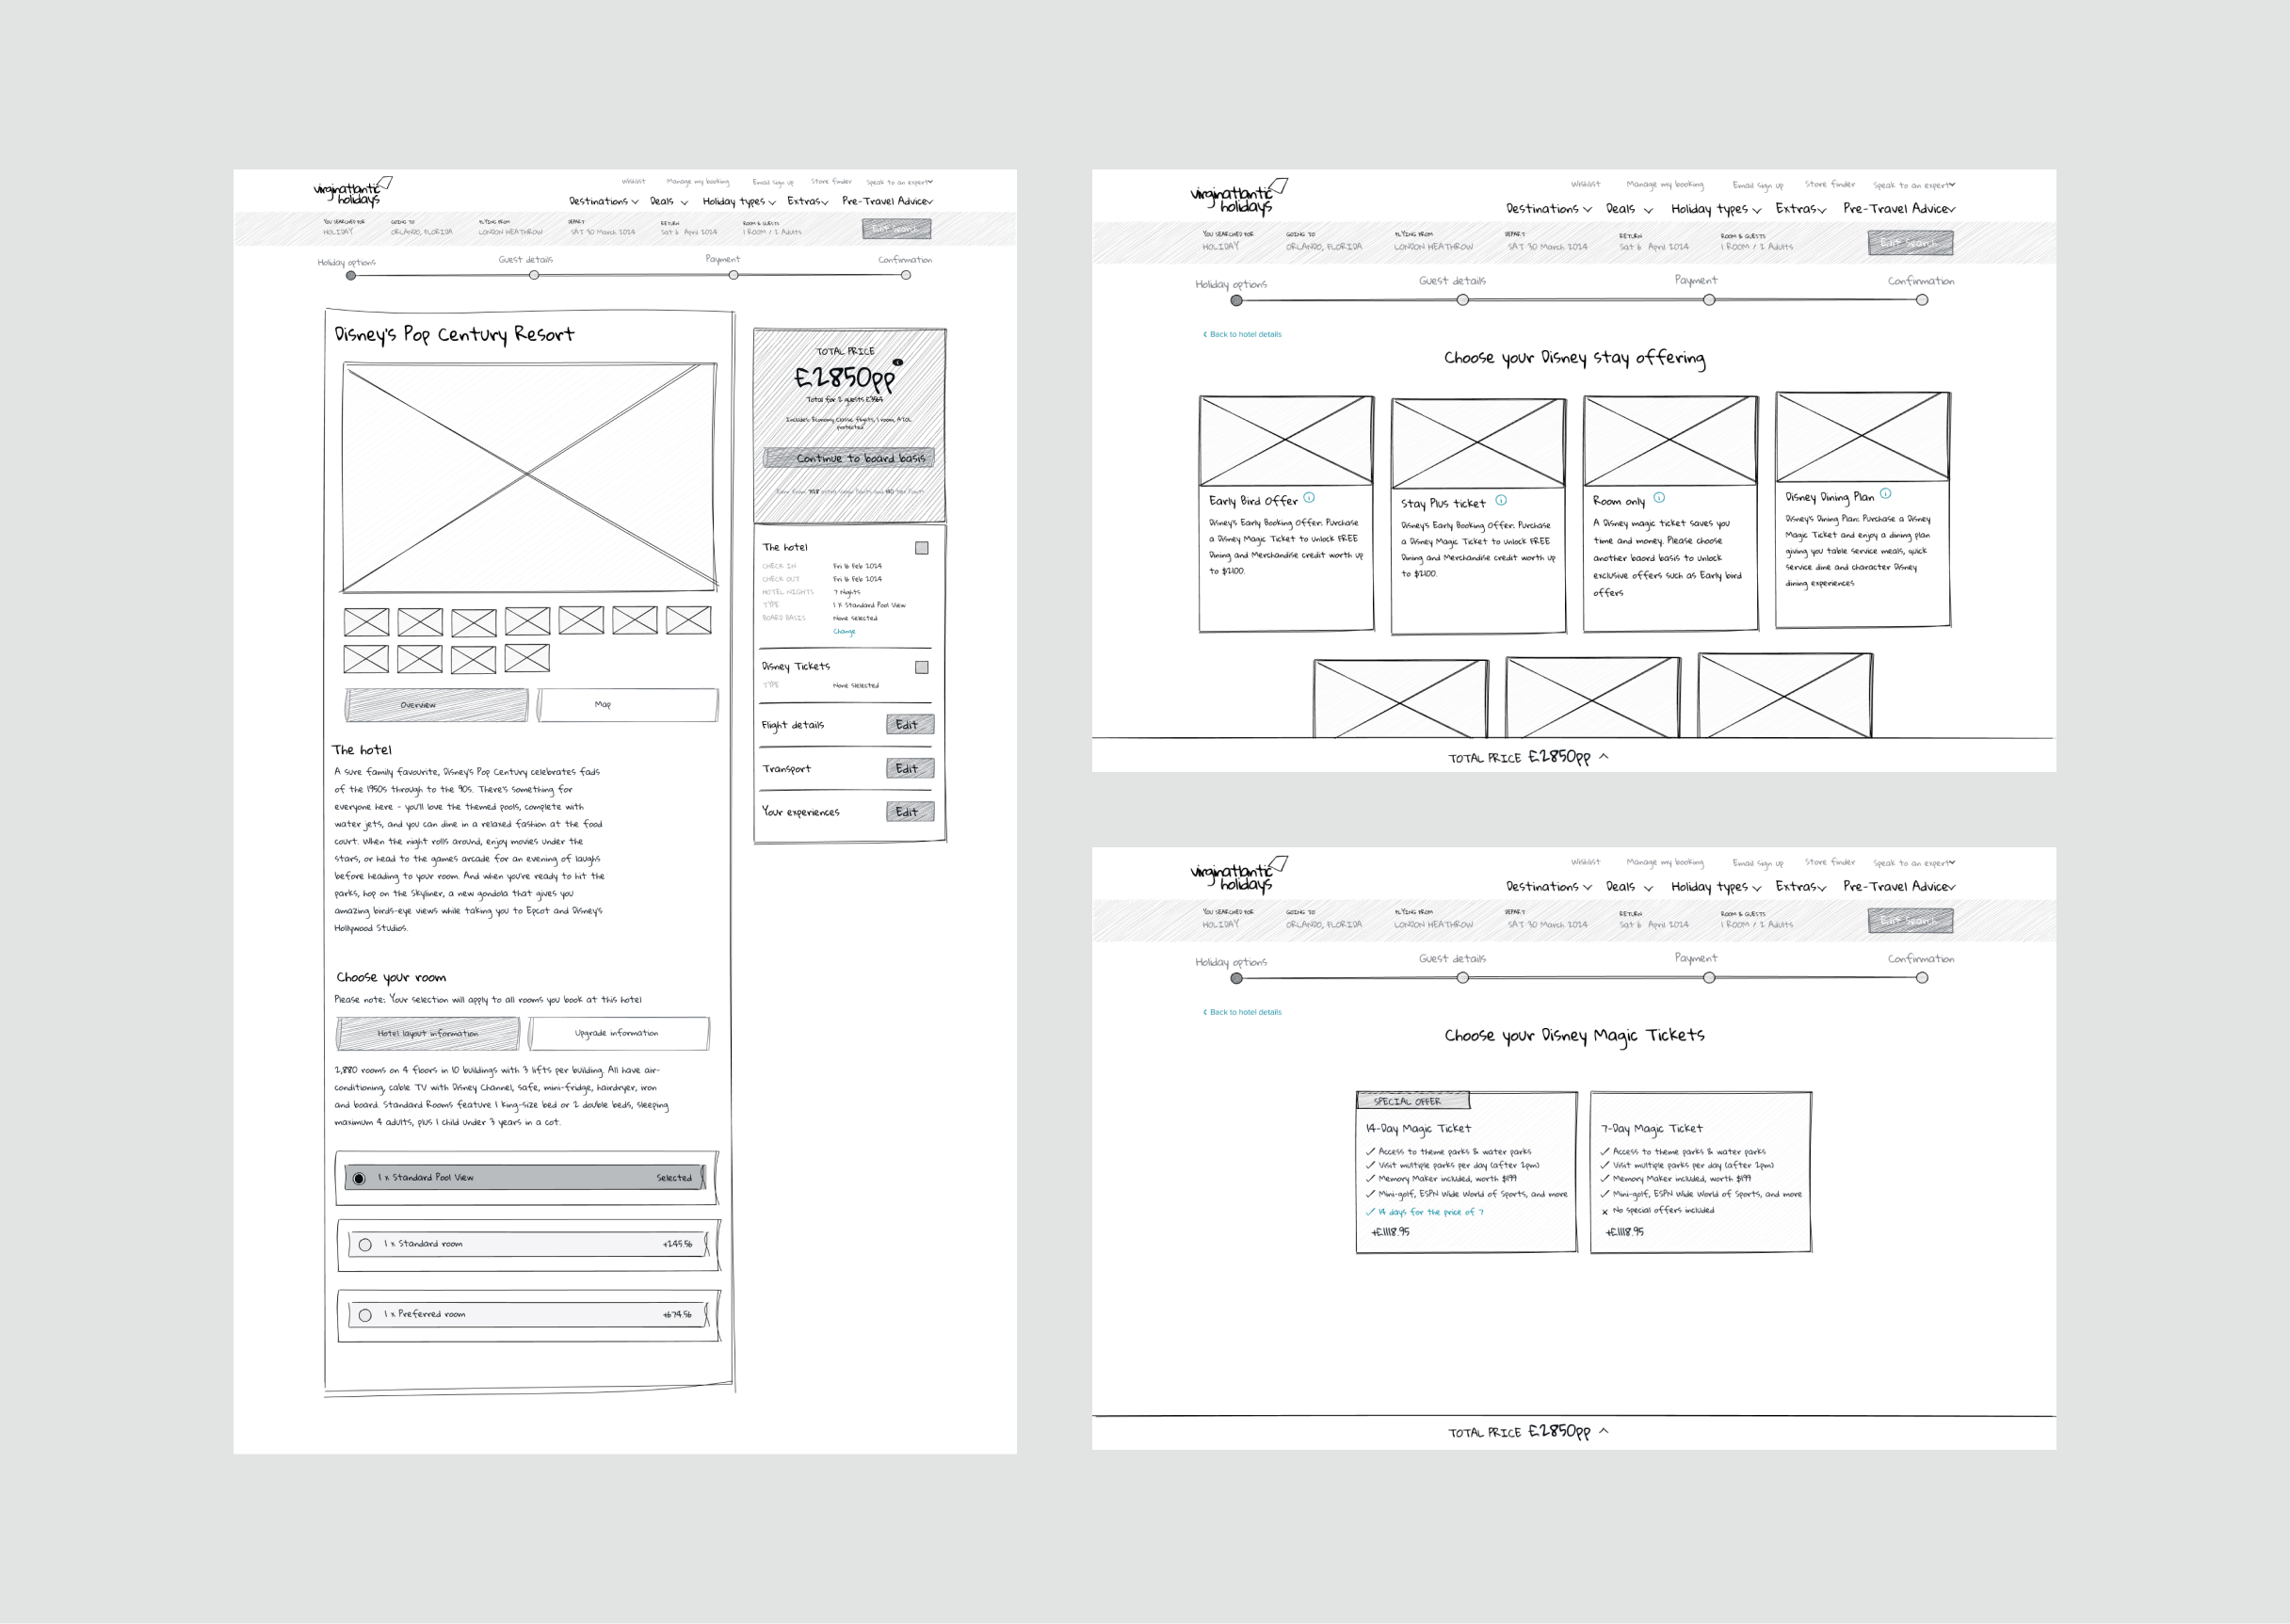 virginatlantic
holidays
Wishlist Manage my booking Email sign up Store finder Speak to an expert
Destinations Deals Holiday types Extras Pre-Travel Advice
YOU SEARCHED FOR GOING TO FLYING FROM DEPART RETURN ROOM & GUESTS
HOLIDAY ORLANDO, FLORIDA LONDON HEATHROW SAT 30 March 2024 Sat 6 April 2024 1 ROOM / 2 Adults
Edit Search
Holiday options Guest details Payment Confirmation
Disney's Pop Century Resort
Overview Map
The hotel
A sure family favourite, Disney's Pop Century celebrates fads
of the 1950s through to the 90s. There's something for
everyone here - you'll love the themed pools, complete with
water jets, and you can dine in a relaxed fashion at the food
court. When the night rolls around, enjoy movies under the
stars, or head to the games arcade for an evening of laughs
before heading to your room. And when you're ready to hit the
parks, hop on the Skyliner, a new gondola that gives you
amazing birds-eye views while taking you to Epcot and Disney's
Hollywood Studios.
Choose your room
Please note: Your selection will apply to all rooms you book at this hotel
Hotel layout information Upgrade information
2,880 rooms on 4 floors in 10 buildings with 3 lifts per building. All have air-
conditioning, cable TV with Disney Channel, safe, mini-fridge, hairdryer, iron
and board. Standard Rooms feature 1 king-size bed or 2 double beds, sleeping
maximum 4 adults, plus 1 child under 3 years in a cot.
1 x Standard Pool View Selected
1 x Standard room +245.56
1 x Preferred room +674.56
TOTAL PRICE
£2850pp
Total for 2 guests
Includes: Economy Classic flights, 1 room, ATOL
protected
Continue to board basis
The hotel
CHECK IN Fri 16 Feb 2024
CHECK OUT Fri 16 Feb 2024
HOTEL NIGHTS 7 Nights
TYPE 1 X Standard Pool View
BOARD BASIS None selected
Change
Disney Tickets
TYPE None selected
Flight details Edit
Transport Edit
Your experiences Edit
virginatlantic
holidays
Wishlist Manage my booking Email sign up Store finder Speak to an expert
Destinations Deals Holiday types Extras Pre-Travel Advice
YOU SEARCHED FOR GOING TO FLYING FROM DEPART RETURN ROOM & GUESTS
HOLIDAY ORLANDO, FLORIDA LONDON HEATHROW SAT 30 March 2024 Sat 6 April 2024 1 ROOM / 2 Adults
Edit Search
Holiday options Guest details Payment Confirmation
Back to hotel details
Choose your Disney stay offering
Early Bird Offer
Disney's Early Booking Offer: Purchase
a Disney Magic Ticket to unlock FREE
Dining and Merchandise credit worth up
to $2100.
Stay Plus ticket
Disney's Early Booking Offer: Purchase
a Disney Magic Ticket to unlock FREE
Dining and Merchandise credit worth up
to $2100.
Room only
A Disney magic ticket saves you
time and money. Please choose
another baord basis to unlock
exclusive offers such as Early bird
offers
Disney Dining Plan
Disney's Dining Plan: Purchase a Disney
Magic Ticket and enjoy a dining plan
giving you table service meals, quick
service dine and character Disney
dining experiences
TOTAL PRICE £2850pp
virginatlantic
holidays
Wishlist Manage my booking Email sign up Store finder Speak to an expert
Destinations Deals Holiday types Extras Pre-Travel Advice
YOU SEARCHED FOR GOING TO FLYING FROM DEPART RETURN ROOM & GUESTS
HOLIDAY ORLANDO, FLORIDA LONDON HEATHROW SAT 30 March 2024 Sat 6 April 2024 1 ROOM / 2 Adults
Edit Search
Holiday options Guest details Payment Confirmation
Back to hotel details
Choose your Disney Magic Tickets
SPECIAL OFFER
14-Day Magic Ticket
Access to theme parks & water parks
Visit multiple parks per day (after 2pm)
Memory Maker included, worth $199
Mini-golf, ESPN Wide World of Sports, and more
14 days for the price of 7
+£1118.95
7-Day Magic Ticket
Access to theme parks & water parks
Visit multiple parks per day (after 2pm)
Memory Maker included, worth $199
Mini-golf, ESPN Wide World of Sports, and more
No special offers included
+£1118.95
TOTAL PRICE £2850pp